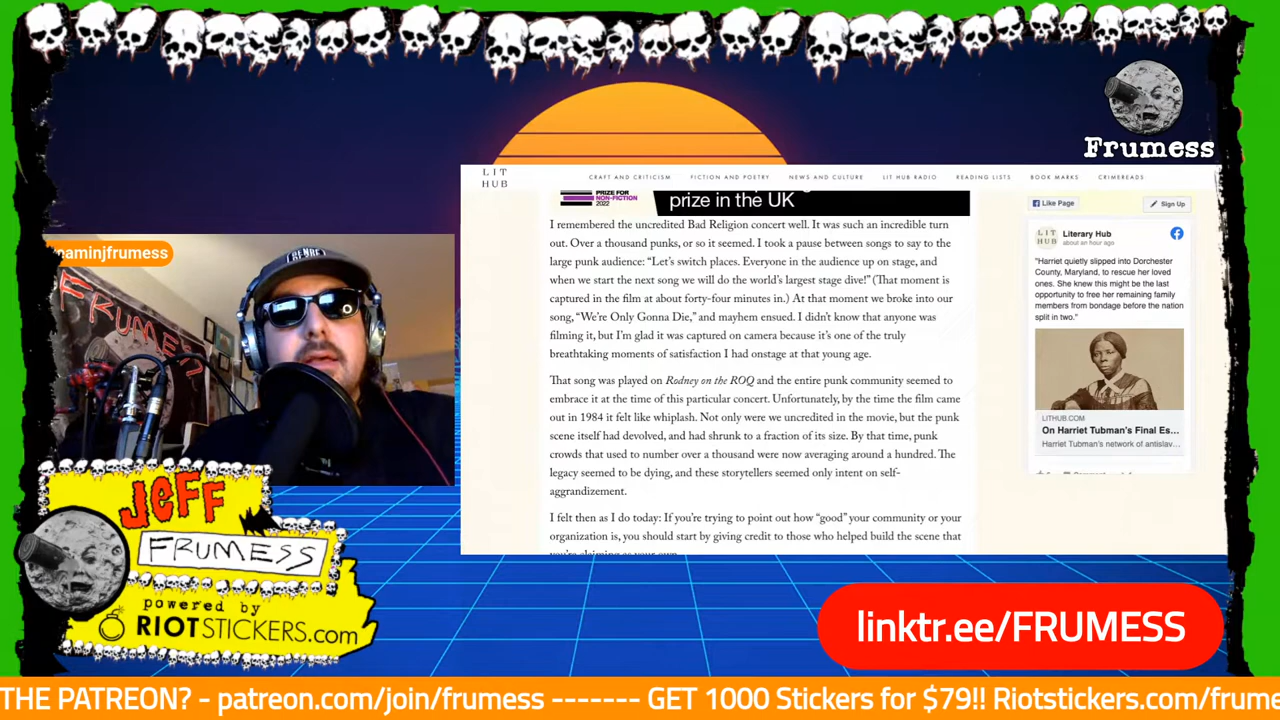 Frumess
LIT
HUB
CRAFT AND CRITICISM
FICTION AND POETRY
NEWS AND CULTURE
LIT HUB RADIO
READING LISTS
BOOK MARKS
CRIMEREADS
PRIZE FOR
NON-FICTION
2022
prize in the UK
I remembered the uncredited Bad Religion concert well. It was such an incredible turn
out. Over a thousand punks, or so it seemed. I took a pause between songs to say to the
large punk audience: “Let’s switch places. Everyone in the audience up on stage, and
when we start the next song we will do the world’s largest stage dive!” (That moment is
captured in the film at about forty-four minutes in.) At that moment we broke into our
song, “We’re Only Gonna Die,” and mayhem ensued. I didn’t know that anyone was
filming it, but I’m glad it was captured on camera because it’s one of the truly
breathtaking moments of satisfaction I had onstage at that young age.
That song was played on Rodney on the ROQ and the entire punk community seemed to
embrace it at the time of this particular concert. Unfortunately, by the time the film came
out in 1984 it felt like whiplash. Not only were we uncredited in the movie, but the punk
scene itself had devolved, and had shrunk to a fraction of its size. By that time, punk
crowds that used to number over a thousand were now averaging around a hundred. The
legacy seemed to be dying, and these storytellers seemed only intent on self-
aggrandizement.
I felt then as I do today: If you’re trying to point out how “good” your community or your
organization is, you should start by giving credit to those who helped build the scene that
you’re claiming as your own.
Like Page
Sign Up
LIT
HUB
Literary Hub
about an hour ago
"Harriet quietly slipped into Dorchester
County, Maryland, to rescue her loved
ones. She knew this might be the last
opportunity to free her remaining family
members from bondage before the nation
split in two."
LITHUB.COM
On Harriet Tubman's Final Es...
Harriet Tubman's network of antislav...
eaminjfrumess
FRUMESS
JEFF
FRUMESS
powered by
RIOTSTICKERS.com
linktr.ee/FRUMESS
THE PATREON? - patreon.com/join/frumess ------- GET 1000 Stickers for $79!! Riotstickers.com/frume